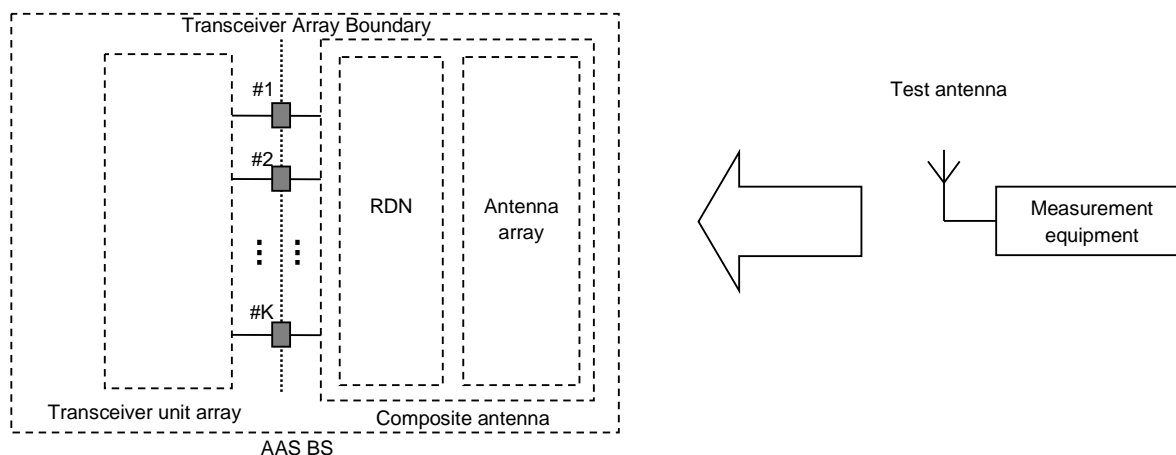 Transceiver Array Boundary
#1
#2
#K
RDN
Antenna
array
Transceiver unit array
Composite antenna
AAS BS
Test antenna
Measurement
equipment